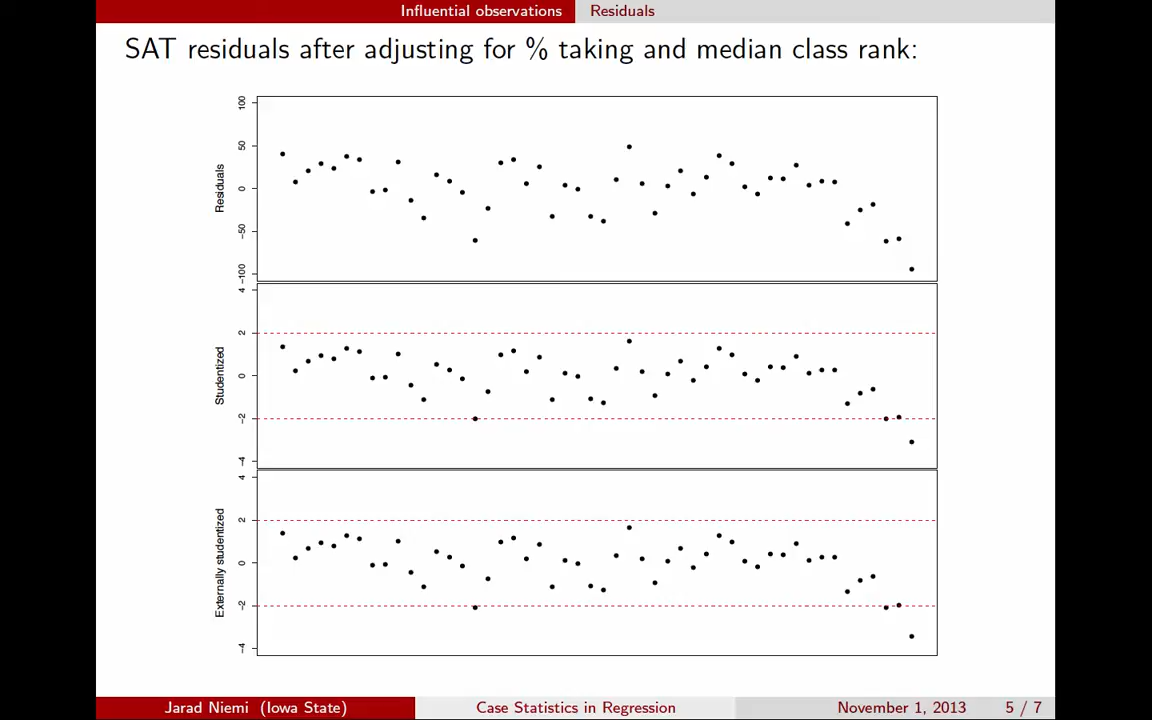 Influential observations Residuals
SAT residuals after adjusting for % taking and median class rank:
100
50
0
−50
−100
Residuals
4
2
0
−2
−4
Studentized
4
2
0
−2
−4
Externally studentized
Jarad Niemi (Iowa State) Case Statistics in Regression November 1, 2013 5 / 7